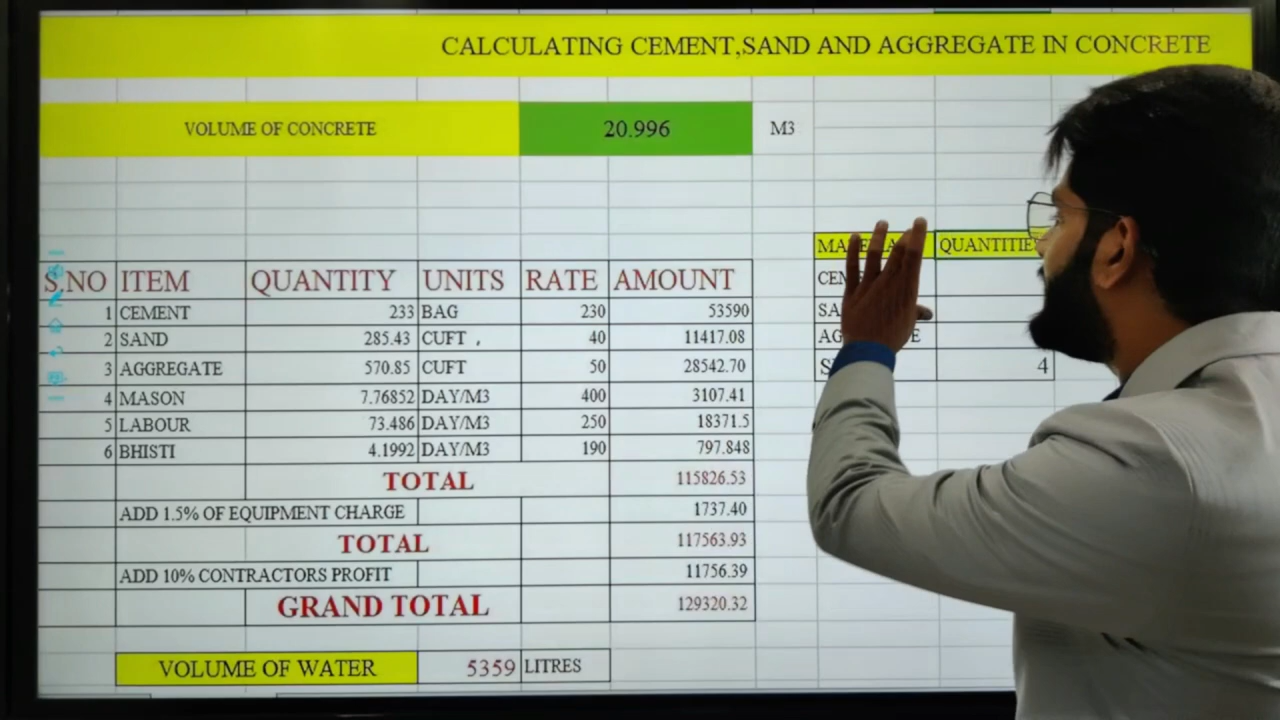 CALCULATING CEMENT,SAND AND AGGREGATE IN CONCRETE
VOLUME OF CONCRETE 20.996 M3
QUANTITIE
S.NO ITEM QUANTITY UNITS RATE AMOUNT
1 CEMENT 233 BAG 230 53590
2 SAND 285.43 CUFT 40 11417.08
3 AGGREGATE 570.85 CUFT 50 28542.70
4
4 MASON 7.76852 DAY/M3 400 3107.41
5 LABOUR 73.486 DAY/M3 250 18371.5
6 BHISTI 4.1992 DAY/M3 190 797.848
TOTAL 115826.53
ADD 1.5% OF EQUIPMENT CHARGE 1737.40
TOTAL 117563.93
ADD 10% CONTRACTORS PROFIT 11756.39
GRAND TOTAL 129320.32
VOLUME OF WATER 5359 LITRES